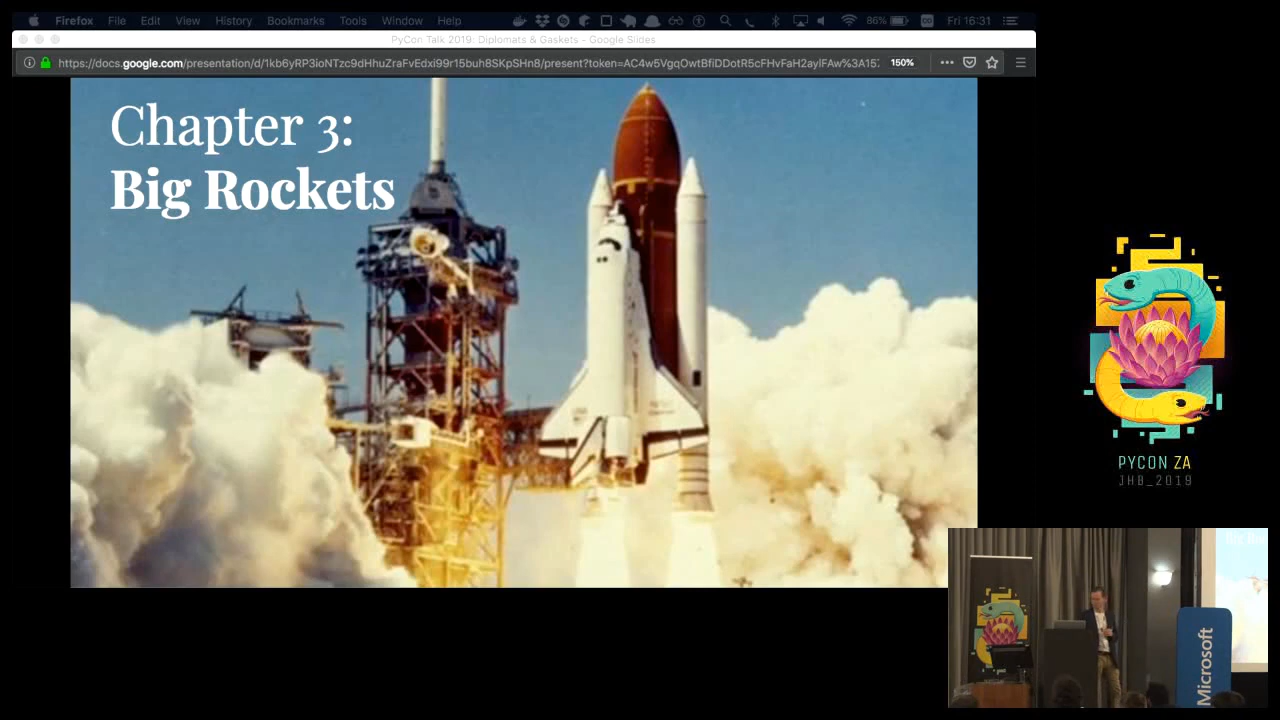 Firefox File Edit View History Bookmarks Tools Window Help 86% Fri 16:31
PyCon Talk 2019: Diplomats & Gaskets - Google Slides
https://docs.google.com/presentation/d/1kb6yRP3ioNTzc9dHhuZraFvEdxi99r15buh8SKpSHn8/present?token=AC4w5VgqOwtBfiDDotR5cFHvFaH2aylFAw%3A15 150%
Chapter 3:
Big Rockets
PYCON ZA
JHB_2019
Microsoft